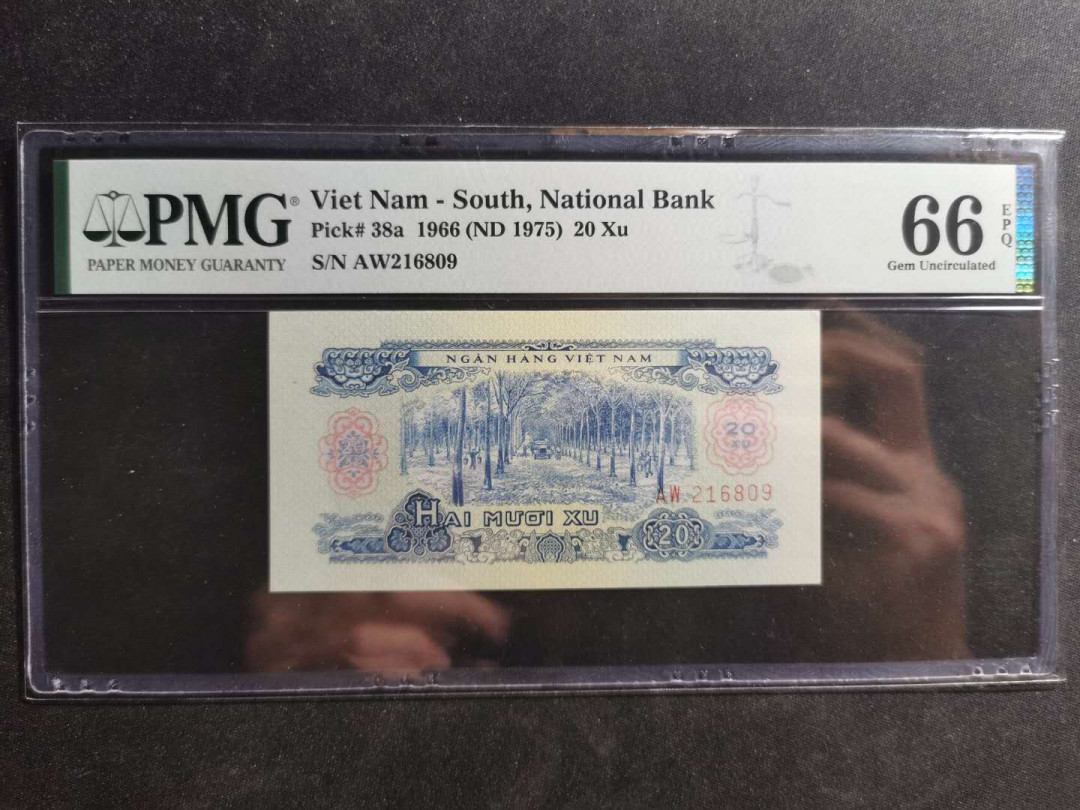 PMG®
PAPER MONEY GUARANTY
Viet Nam - South, National Bank
Pick# 38a 1966 (ND 1975) 20 Xu
S/N AW216809
66
EPQ
Gem Uncirculated
NGÂN HÀNG VIỆT NAM
20
XU
AW 216809
HAI MƯƠI XU
20